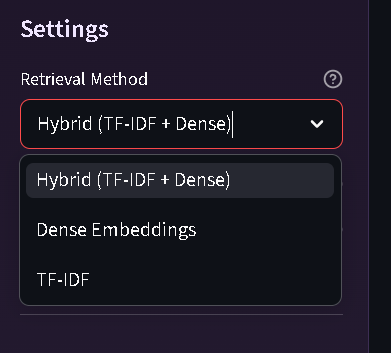 Settings
Retrieval Method
Hybrid (TF-IDF + Dense)
Hybrid (TF-IDF + Dense)
Dense Embeddings
TF-IDF